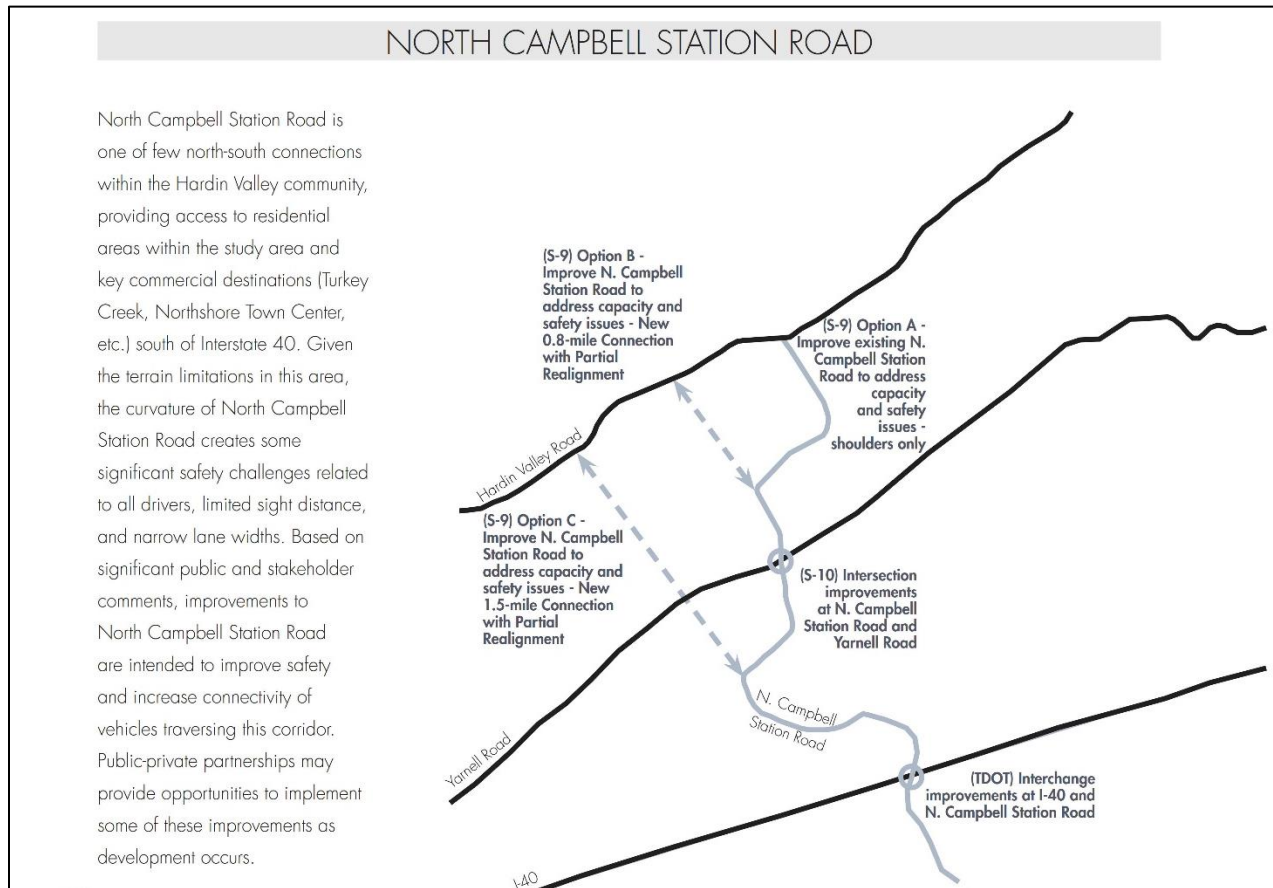 NORTH CAMPBELL STATION ROAD
North Campbell Station Road is
one of few north-south connections
within the Hardin Valley community,
providing access to residential
areas within the study area and
key commercial destinations (Turkey
Creek, Northshore Town Center,
etc.) south of Interstate 40. Given
the terrain limitations in this area,
the curvature of North Campbell
Station Road creates some
significant safety challenges related
to all drivers, limited sight distance,
and narrow lane widths. Based on
significant public and stakeholder
comments, improvements to
North Campbell Station Road
are intended to improve safety
and increase connectivity of
vehicles traversing this corridor.
Public-private partnerships may
provide opportunities to implement
some of these improvements as
development occurs.
(S-9) Option B -
Improve N. Campbell
Station Road to
address capacity and
safety issues - New
0.8-mile Connection
with Partial
Realignment
(S-9) Option A -
Improve existing N.
Campbell Station
Road to address
capacity
and safety
issues -
shoulders only
Hardin Valley Road
(S-9) Option C -
Improve N. Campbell
Station Road to
address capacity and
safety issues - New
1.5-mile Connection
with Partial
Realignment
(S-10) Intersection
improvements
at N. Campbell
Station Road and
Yarnell Road
N. Campbell
Station Road
Yarnell Road
(TDOT) Interchange
improvements at I-40 and
N. Campbell Station Road
I-40